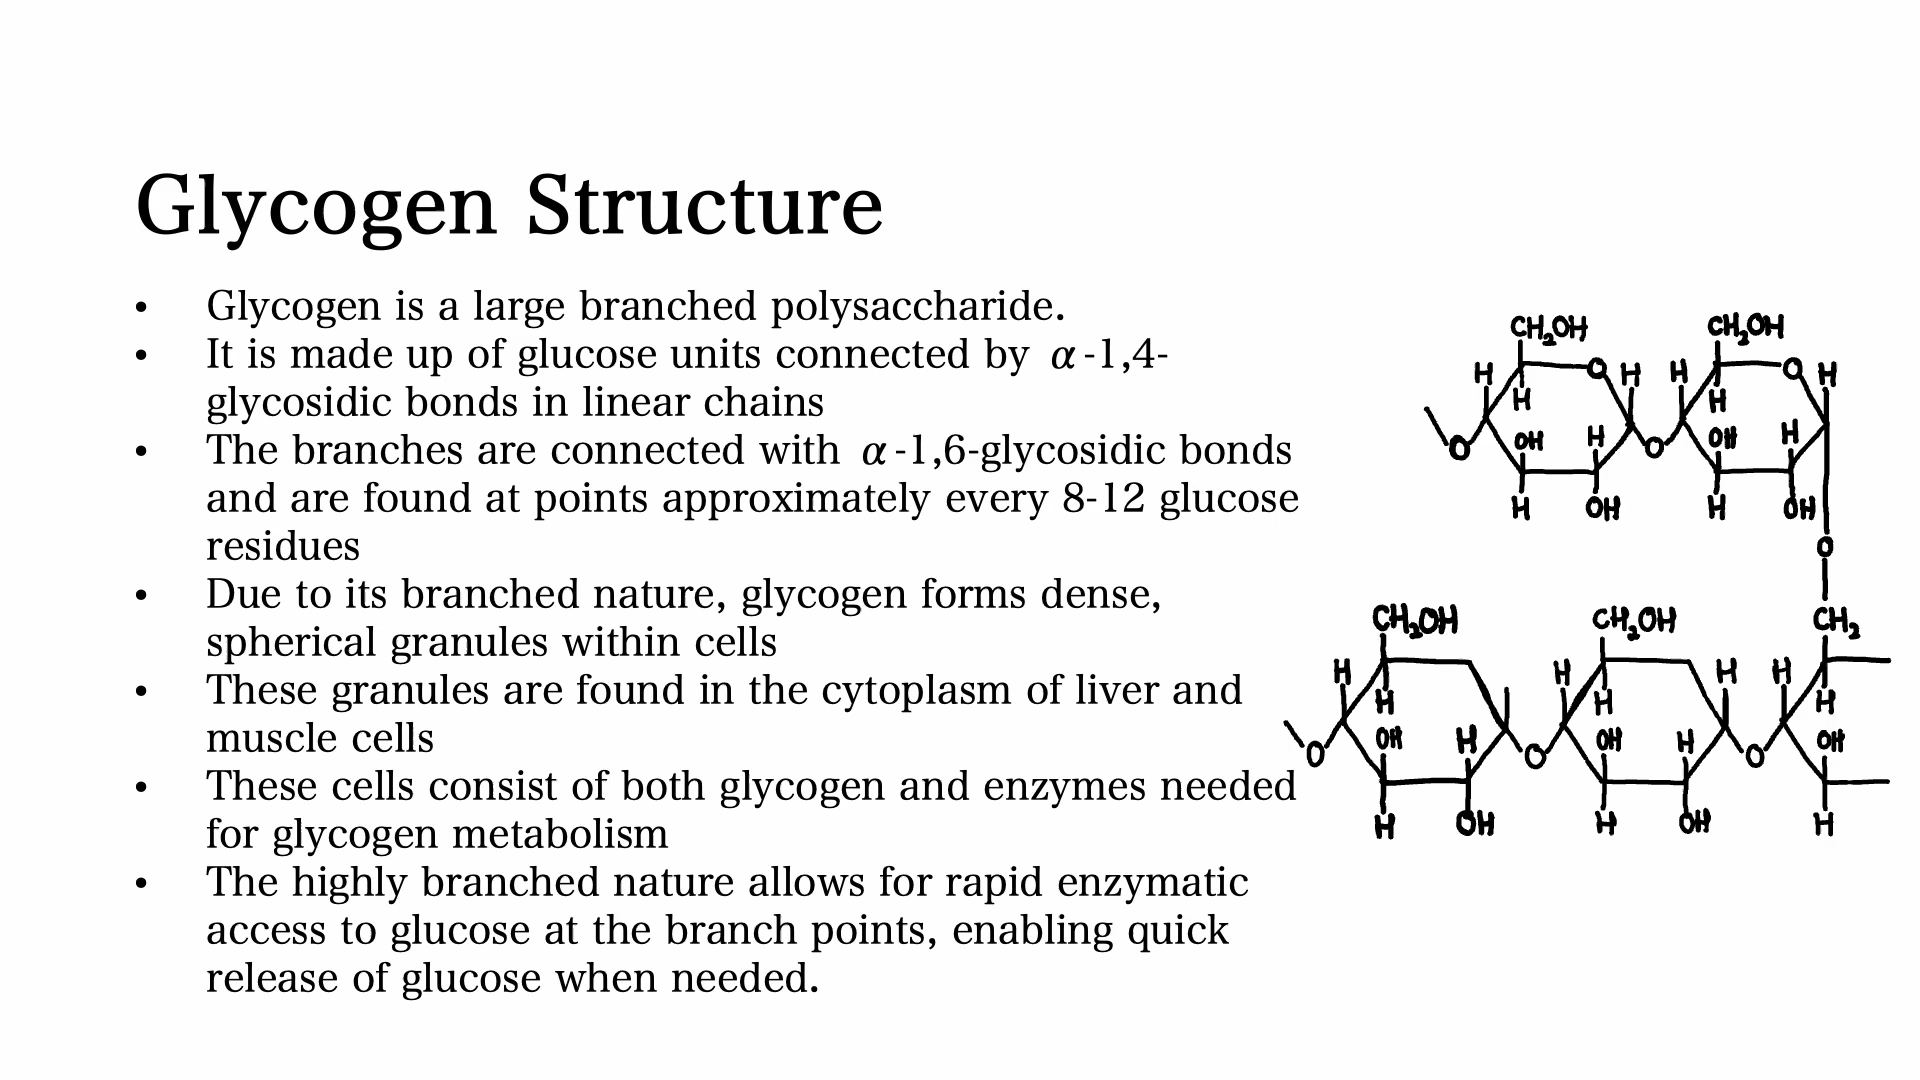 Glycogen Structure
• Glycogen is a large branched polysaccharide.
• It is made up of glucose units connected by α-1,4-
glycosidic bonds in linear chains
• The branches are connected with α-1,6-glycosidic bonds
and are found at points approximately every 8-12 glucose
residues
• Due to its branched nature, glycogen forms dense,
spherical granules within cells
• These granules are found in the cytoplasm of liver and
muscle cells
• These cells consist of both glycogen and enzymes needed
for glycogen metabolism
• The highly branched nature allows for rapid enzymatic
access to glucose at the branch points, enabling quick
release of glucose when needed.
CH₂OH CH₂OH
H O H H O H
H H
O OH H O OH H
H OH H OH
O
CH₂OH CH₂OH CH₂
H H H H
H H H
OH H OH H OH
O O O
H OH H OH H